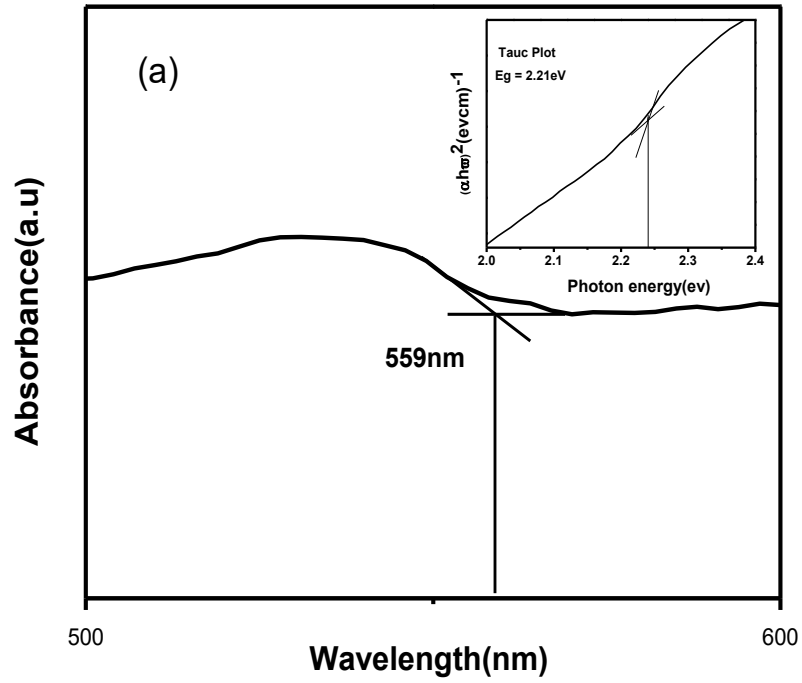 (a)
Absorbance(a.u)
559nm
500
600
Wavelength(nm)
Tauc Plot
Eg = 2.21eV
(αhϖ)^2(evcm)^-1
2.0
2.1
2.2
2.3
2.4
Photon energy(ev)